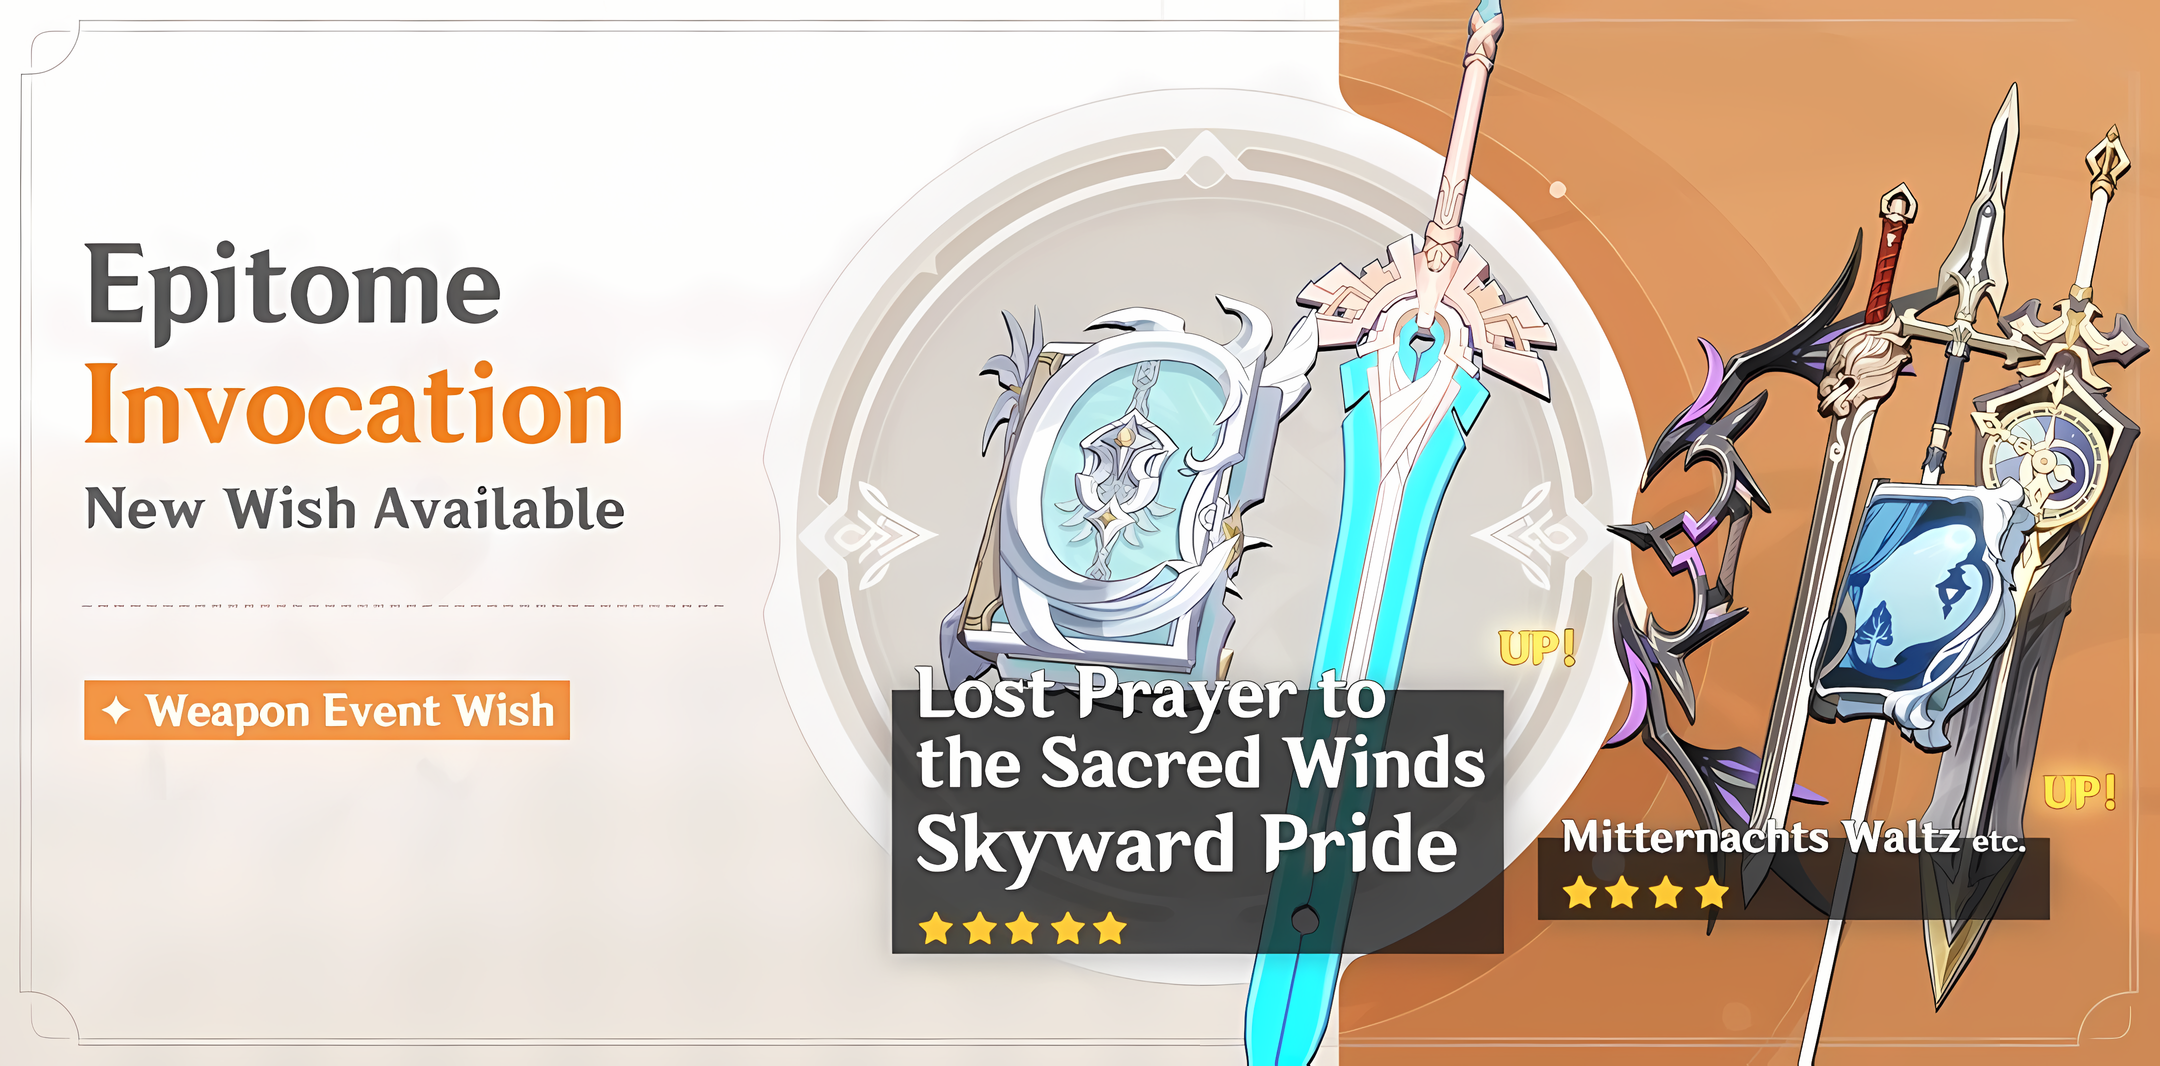 Epitome
Invocation
New Wish Available
Weapon Event Wish
UP!
Lost Prayer to
the Sacred Winds
Skyward Pride
UP!
Mitternachts Waltz etc.